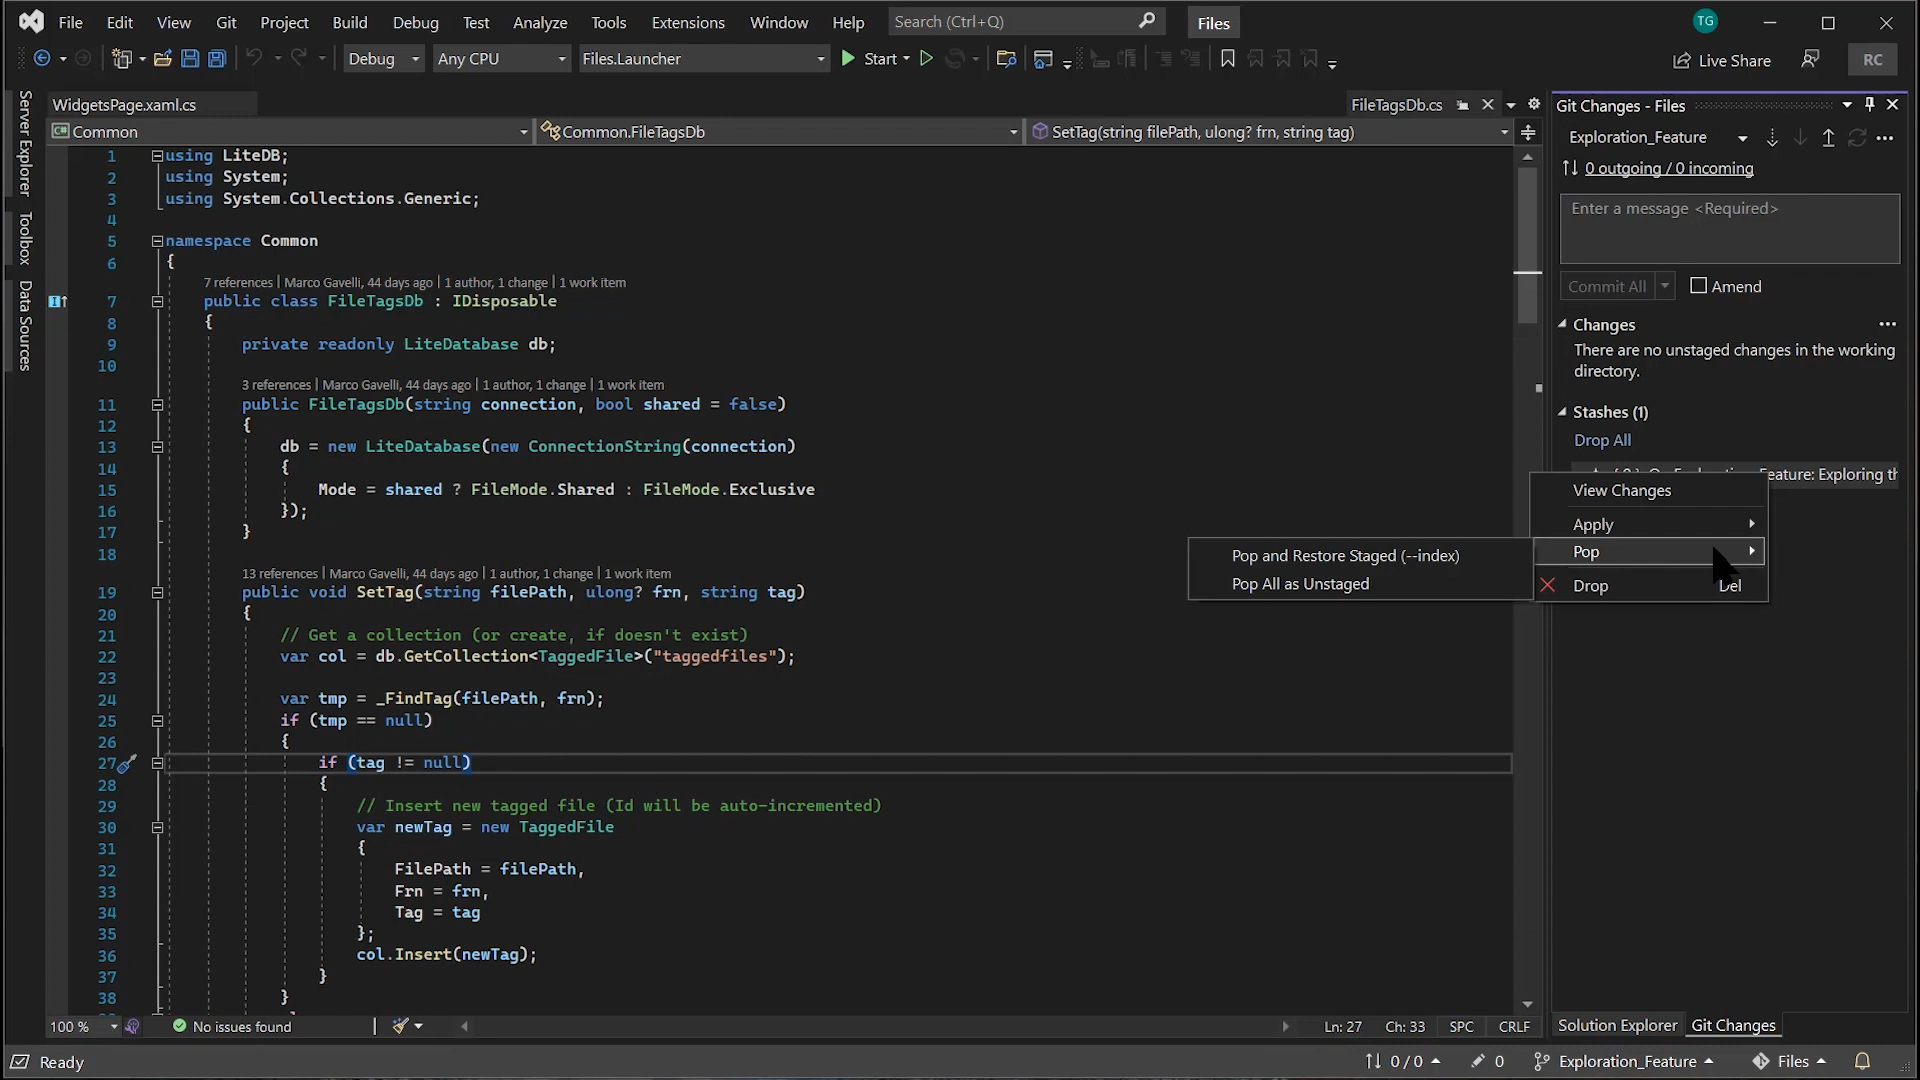 File Edit View Git Project Build Debug Test Analyze Tools Extensions Window Help Search (Ctrl+Q) Files TG
Debug Any CPU Files.Launcher Start Live Share RC
Server Explorer
Toolbox
Data Sources
WidgetsPage.xaml.cs FileTagsDb.cs
Common Common.FileTagsDb SetTag(string filePath, ulong? frn, string tag)
1 using LiteDB;
2 using System;
3 using System.Collections.Generic;
4
5 namespace Common
6 {
7 references | Marco Gavelli, 44 days ago | 1 author, 1 change | 1 work item
7 public class FileTagsDb : IDisposable
8 {
9 private readonly LiteDatabase db;
10
3 references | Marco Gavelli, 44 days ago | 1 author, 1 change | 1 work item
11 public FileTagsDb(string connection, bool shared = false)
12 {
13 db = new LiteDatabase(new ConnectionString(connection)
14 {
15 Mode = shared ? FileMode.Shared : FileMode.Exclusive
16 });
17 }
18
13 references | Marco Gavelli, 44 days ago | 1 author, 1 change | 1 work item
19 public void SetTag(string filePath, ulong? frn, string tag)
20 {
21 // Get a collection (or create, if doesn't exist)
22 var col = db.GetCollection<TaggedFile>("taggedfiles");
23
24 var tmp = _FindTag(filePath, frn);
25 if (tmp == null)
26 {
27 if (tag != null)
28 {
29 // Insert new tagged file (Id will be auto-incremented)
30 var newTag = new TaggedFile
31 {
32 FilePath = filePath,
33 Frn = frn,
34 Tag = tag
35 };
36 col.Insert(newTag);
37 }
38 }
100 % No issues found Ln: 27 Ch: 33 SPC CRLF
Git Changes - Files
Exploration_Feature
0 outgoing / 0 incoming
Enter a message <Required>
Commit All Amend
Changes
There are no unstaged changes in the working
directory.
Stashes (1)
Drop All
eature: Exploring th
View Changes
Apply
Pop
Drop Del
Pop and Restore Staged (--index)
Pop All as Unstaged
Solution Explorer Git Changes
Ready 0 / 0 0 Exploration_Feature Files